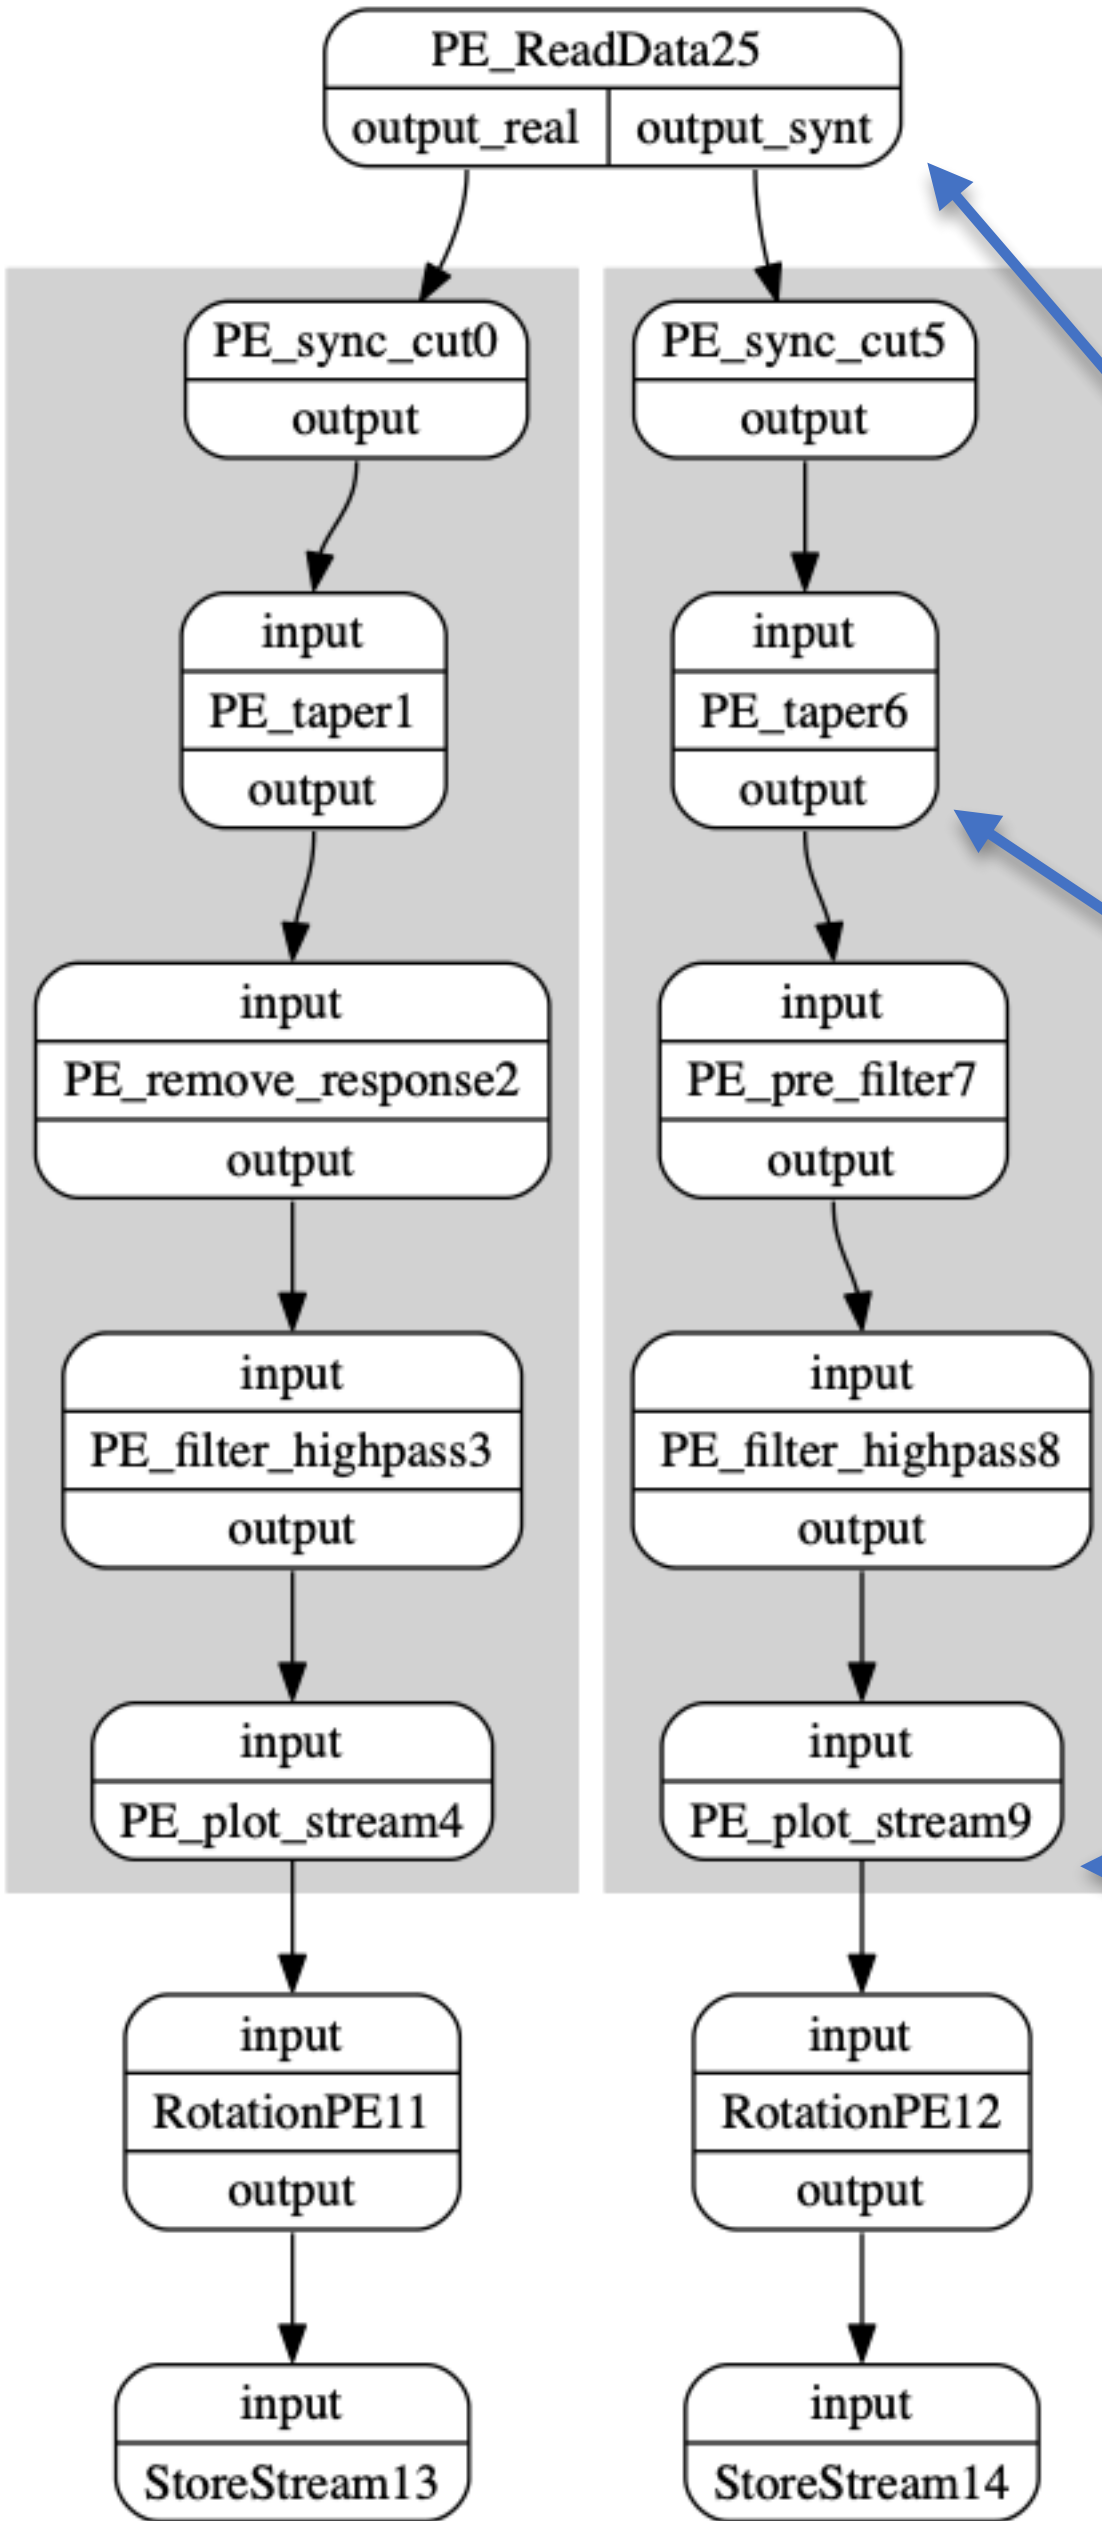 PE_ReadData25
output_real output_synt
PE_sync_cut0
output
input
PE_taper1
output
input
PE_remove_response2
output
input
PE_filter_highpass3
output
input
PE_plot_stream4
input
RotationPE11
output
input
StoreStream13
PE_sync_cut5
output
input
PE_taper6
output
input
PE_pre_filter7
output
input
PE_filter_highpass8
output
input
PE_plot_stream9
input
RotationPE12
output
input
StoreStream14